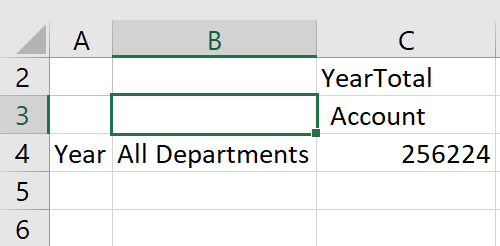 A B C
2 YearTotal
3 Account
4 Year All Departments 256224
5
6